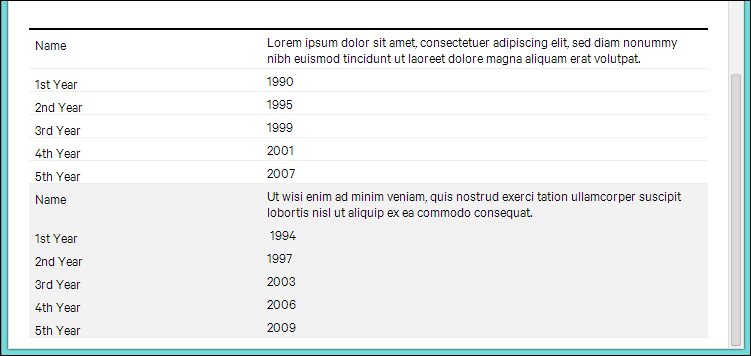 Name Lorem ipsum dolor sit amet, consectetuer adipiscing elit, sed diam nonummy
nibh euismod tincidunt ut laoreet dolore magna aliquam erat volutpat.
1st Year 1990
2nd Year 1995
3rd Year 1999
4th Year 2001
5th Year 2007
Name Ut wisi enim ad minim veniam, quis nostrud exerci tation ullamcorper suscipit
lobortis nisl ut aliquip ex ea commodo consequat.
1st Year 1994
2nd Year 1997
3rd Year 2003
4th Year 2006
5th Year 2009